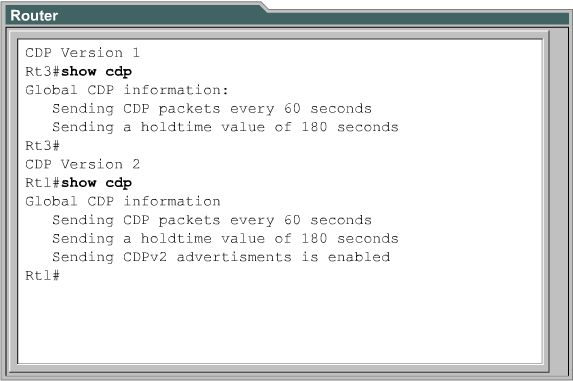 Router
CDP Version 1
Rt3#show cdp
Global CDP information:
Sending CDP packets every 60 seconds
Sending a holdtime value of 180 seconds
Rt3#
CDP Version 2
Rt1#show cdp
Global CDP information
Sending CDP packets every 60 seconds
Sending a holdtime value of 180 seconds
Sending CDPv2 advertisments is enabled
Rt1#